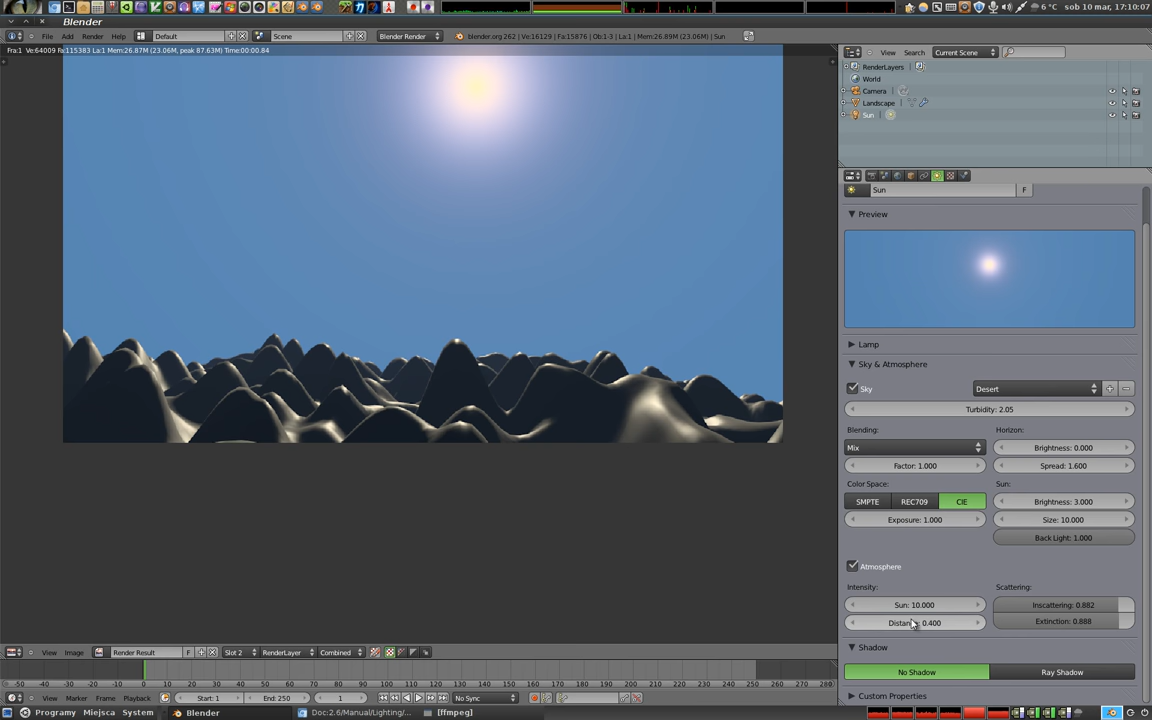 6 °C sob 10 mar, 17:10:07
Blender
File Add Render Help Default Scene Blender Render blender.org 262 | Ve:16129 | Fa:15876 | Ob:1-3 | La:1 | Mem:26.89M (23.06M) | Sun
Fra:1 Ve:64009 Fa:115383 La:1 Mem:26.87M (23.06M, peak 87.63M) Time:00:00.84
View Search Current Scene
RenderLayers
World
Camera
Landscape
Sun
Sun F
Preview
Lamp
Sky & Atmosphere
Sky Desert
Turbidity: 2.05
Blending: Horizon:
Mix Brightness: 0.000
Factor: 1.000 Spread: 1.600
Color Space: Sun:
SMPTE REC709 CIE Brightness: 3.000
Exposure: 1.000 Size: 10.000
Back Light: 1.000
Atmosphere
Intensity: Scattering:
Sun: 10.000 Inscattering: 0.882
0.400 Extinction: 0.888
Shadow
No Shadow Ray Shadow
Custom Properties
View Image Render Result F Slot 2 RenderLayer Combined
-50 -40 -30 -20 -10 0 10 20 30 40 50 60 70 80 90 100 110 120 130 140 150 160 170 180 190 200 210 220 230 240 250 260 270 280
View Marker Frame Playback Start: 1 End: 250 1 No Sync
Programy Miejsca System Blender Doc:2.6/Manual/Lighting/... [ffmpeg]